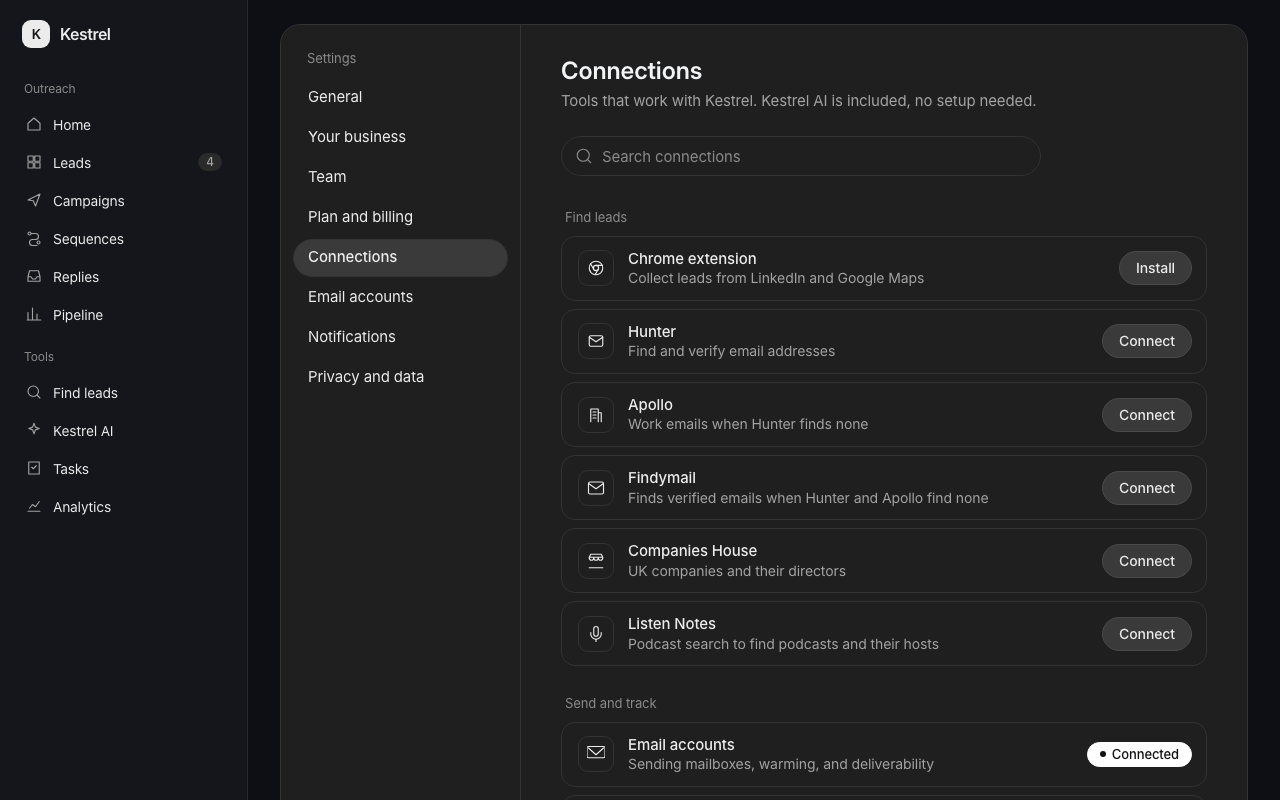 K
Kestrel
Outreach
Home
Leads
4
Campaigns
Sequences
Replies
Pipeline
Tools
Find leads
Kestrel AI
Tasks
Analytics
Settings
General
Your business
Team
Plan and billing
Connections
Email accounts
Notifications
Privacy and data
Connections
Tools that work with Kestrel. Kestrel AI is included, no setup needed.
Search connections
Find leads
Chrome extension
Collect leads from LinkedIn and Google Maps
Install
Hunter
Find and verify email addresses
Connect
Apollo
Work emails when Hunter finds none
Connect
Findymail
Finds verified emails when Hunter and Apollo find none
Connect
Companies House
UK companies and their directors
Connect
Listen Notes
Podcast search to find podcasts and their hosts
Connect
Send and track
Email accounts
Sending mailboxes, warming, and deliverability
Connected